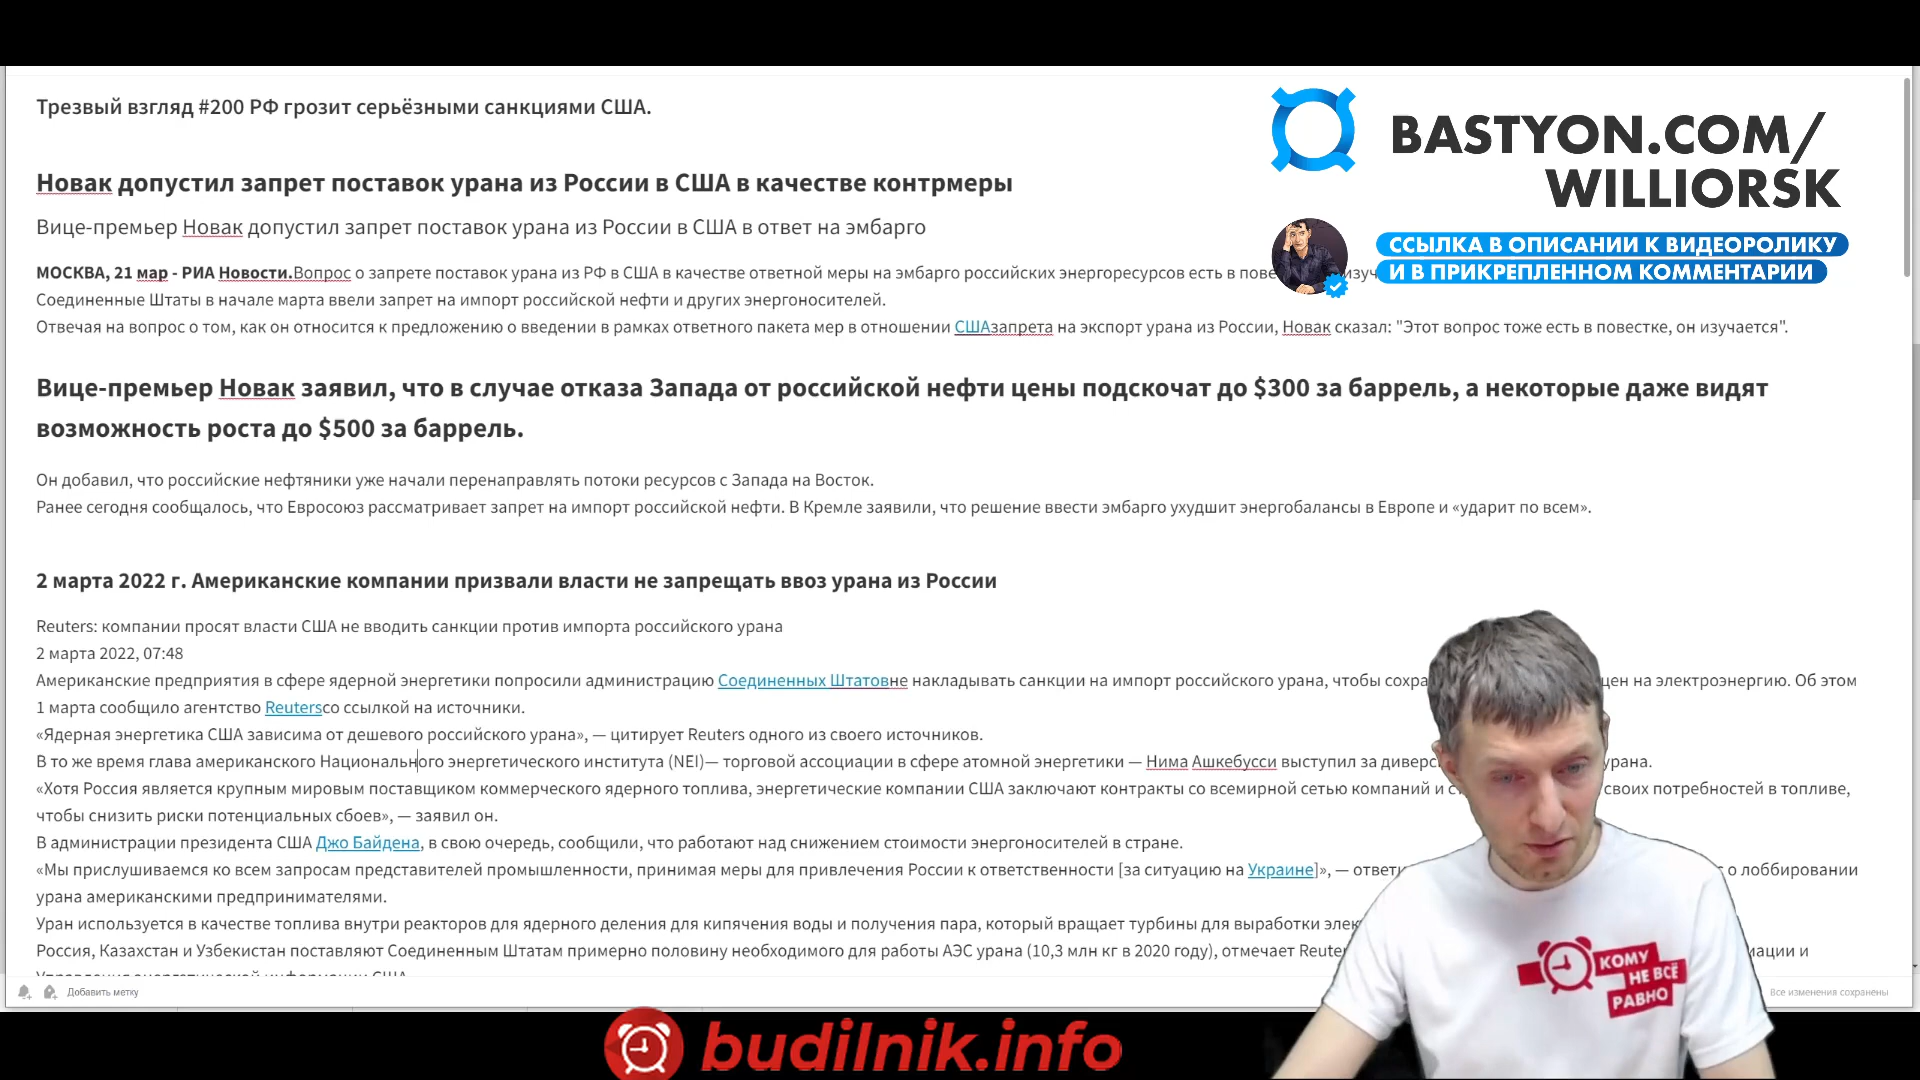 Трезвый взгляд #200 РФ грозит серьёзными санкциями США.
BASTYON.COM/
WILLIORSK
ССЫЛКА В ОПИСАНИИ К ВИДЕОРОЛИКУ
И В ПРИКРЕПЛЕННОМ КОММЕНТАРИИ
Новак допустил запрет поставок урана из России в США в качестве контрмеры
Вице-премьер Новак допустил запрет поставок урана из России в США в ответ на эмбарго
МОСКВА, 21 мар - РИА Новости.Вопрос о запрете поставок урана из РФ в США в качестве ответной меры на эмбарго российских энергоресурсов есть в
Соединенные Штаты в начале марта ввели запрет на импорт российской нефти и других энергоносителей.
Отвечая на вопрос о том, как он относится к предложению о введении в рамках ответного пакета мер в отношении СШАзапрета на экспорт урана из России, Новак сказал: "Этот вопрос тоже есть в повестке, он изучается".
Вице-премьер Новак заявил, что в случае отказа Запада от российской нефти цены подскочат до $300 за баррель, а некоторые даже видят
возможность роста до $500 за баррель.
Он добавил, что российские нефтяники уже начали перенаправлять потоки ресурсов с Запада на Восток.
Ранее сегодня сообщалось, что Евросоюз рассматривает запрет на импорт российской нефти. В Кремле заявили, что решение ввести эмбарго ухудшит энергобалансы в Европе и «ударит по всем».
2 марта 2022 г. Американские компании призвали власти не запрещать ввоз урана из России
Reuters: компании просят власти США не вводить санкции против импорта российского урана
2 марта 2022, 07:48
Американские предприятия в сфере ядерной энергетики попросили администрацию Соединенных Штатовне накладывать санкции на импорт российского урана, чтобы цен на электроэнергию. Об этом
1 марта сообщило агентство Reutersсо ссылкой на источники.
«Ядерная энергетика США зависима от дешевого российского урана», — цитирует Reuters одного из своего источников.
В то же время глава американского Национального энергетического института (NEI)— торговой ассоциации в сфере атомной энергетики — Нима Ашкебусси выступил за урана.
«Хотя Россия является крупным мировым поставщиком коммерческого ядерного топлива, энергетические компании США заключают контракты со всемирной сетью компаний и своих потребностей в топливе,
чтобы снизить риски потенциальных сбоев», — заявил он.
В администрации президента США Джо Байдена, в свою очередь, сообщили, что работают над снижением стоимости энергоносителей в стране.
«Мы прислушиваемся ко всем запросам представителей промышленности, принимая меры для привлечения России к ответственности [за ситуацию на Украине]», — о лоббировании
урана американскими предпринимателями.
Уран используется в качестве топлива внутри реакторов для ядерного деления для кипячения воды и получения пара, который вращает турбины для выработки
Россия, Казахстан и Узбекистан поставляют Соединенным Штатам примерно половину необходимого для работы АЭС урана (10,3 млн кг в 2020 году), отмечает и
Добавить метку
Все изменения сохранены
КОМУ
НЕ ВСЁ
РАВНО
budilnik.info